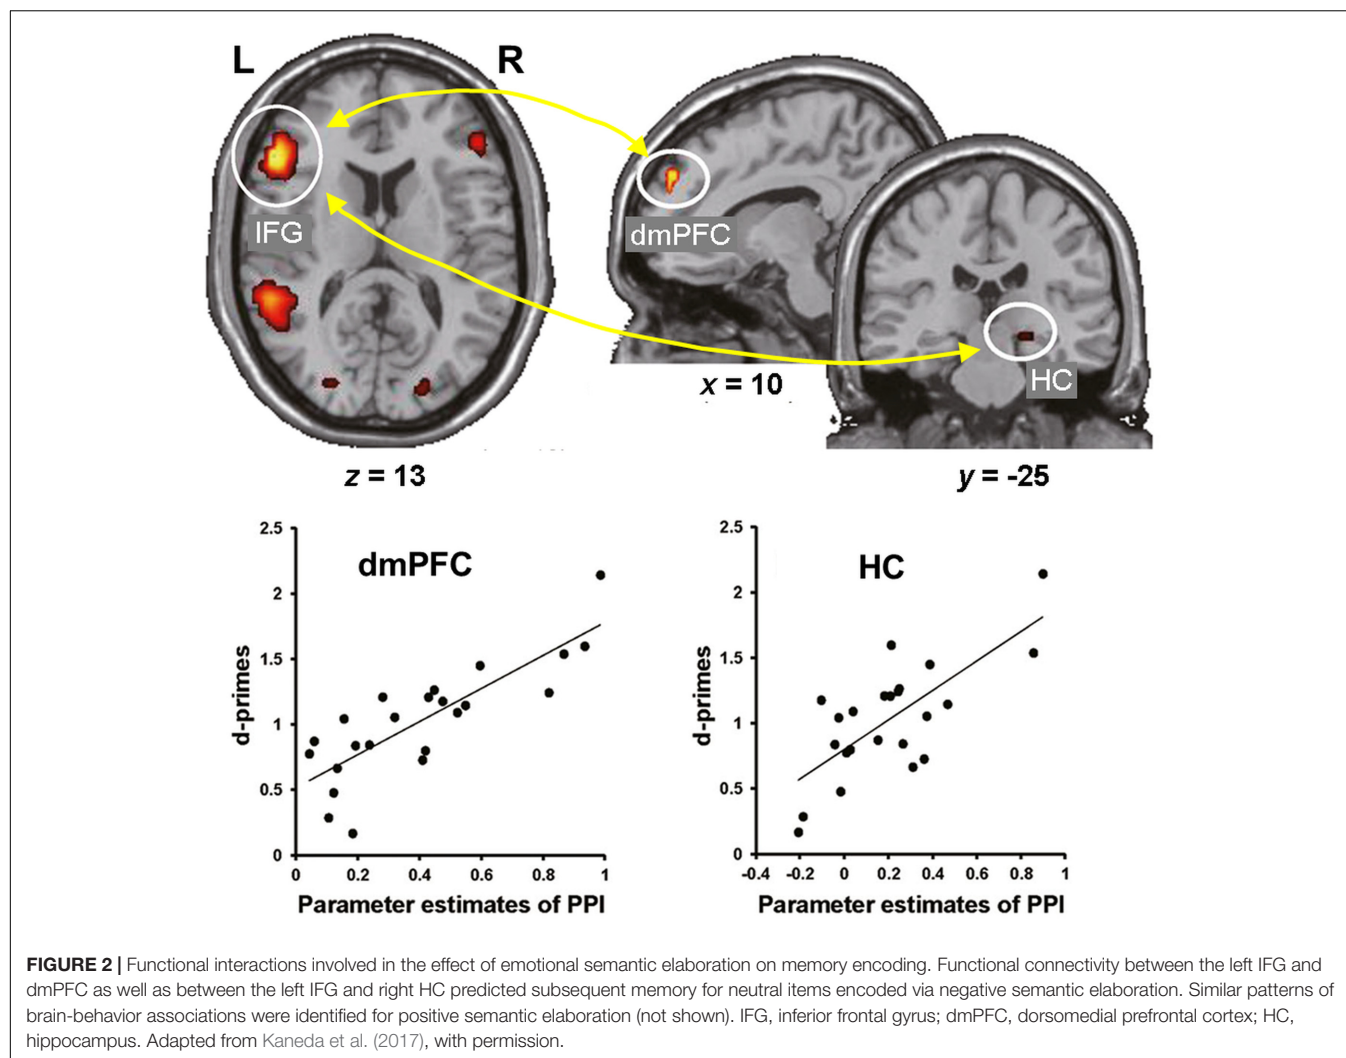 L
R
IFG
dmPFC
HC
x = 10
z = 13
y = -25
2.5
2
1.5
1
0.5
0
d-primes
dmPFC
0
0.2
0.4
0.6
0.8
1
Parameter estimates of PPI
2.5
2
1.5
1
0.5
0
d-primes
HC
-0.4
-0.2
0
0.2
0.4
0.6
0.8
1
Parameter estimates of PPI
FIGURE 2 | Functional interactions involved in the effect of emotional semantic elaboration on memory encoding. Functional connectivity between the left IFG and
dmPFC as well as between the left IFG and right HC predicted subsequent memory for neutral items encoded via negative semantic elaboration. Similar patterns of
brain-behavior associations were identified for positive semantic elaboration (not shown). IFG, inferior frontal gyrus; dmPFC, dorsomedial prefrontal cortex; HC,
hippocampus. Adapted from Kaneda et al. (2017), with permission.